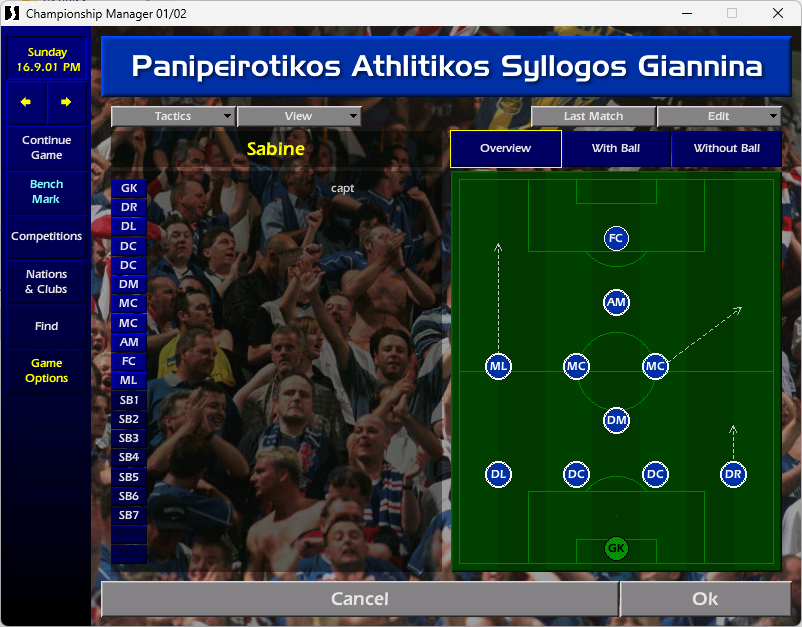 Championship Manager 01/02
Sunday
16.9.01 PM
Continue
Game
Bench
Mark
Competitions
Nations
& Clubs
Find
Game
Options
Panipeirotikos Athlitikos Syllogos Giannina
Tactics
View
Last Match
Edit
Sabine
Overview
With Ball
Without Ball
GK
capt
DR
DL
DC
DC
DM
MC
MC
AM
FC
ML
SB1
SB2
SB3
SB4
SB5
SB6
SB7
FC
AM
ML
MC
MC
DM
DL
DC
DC
DR
GK
Cancel
Ok